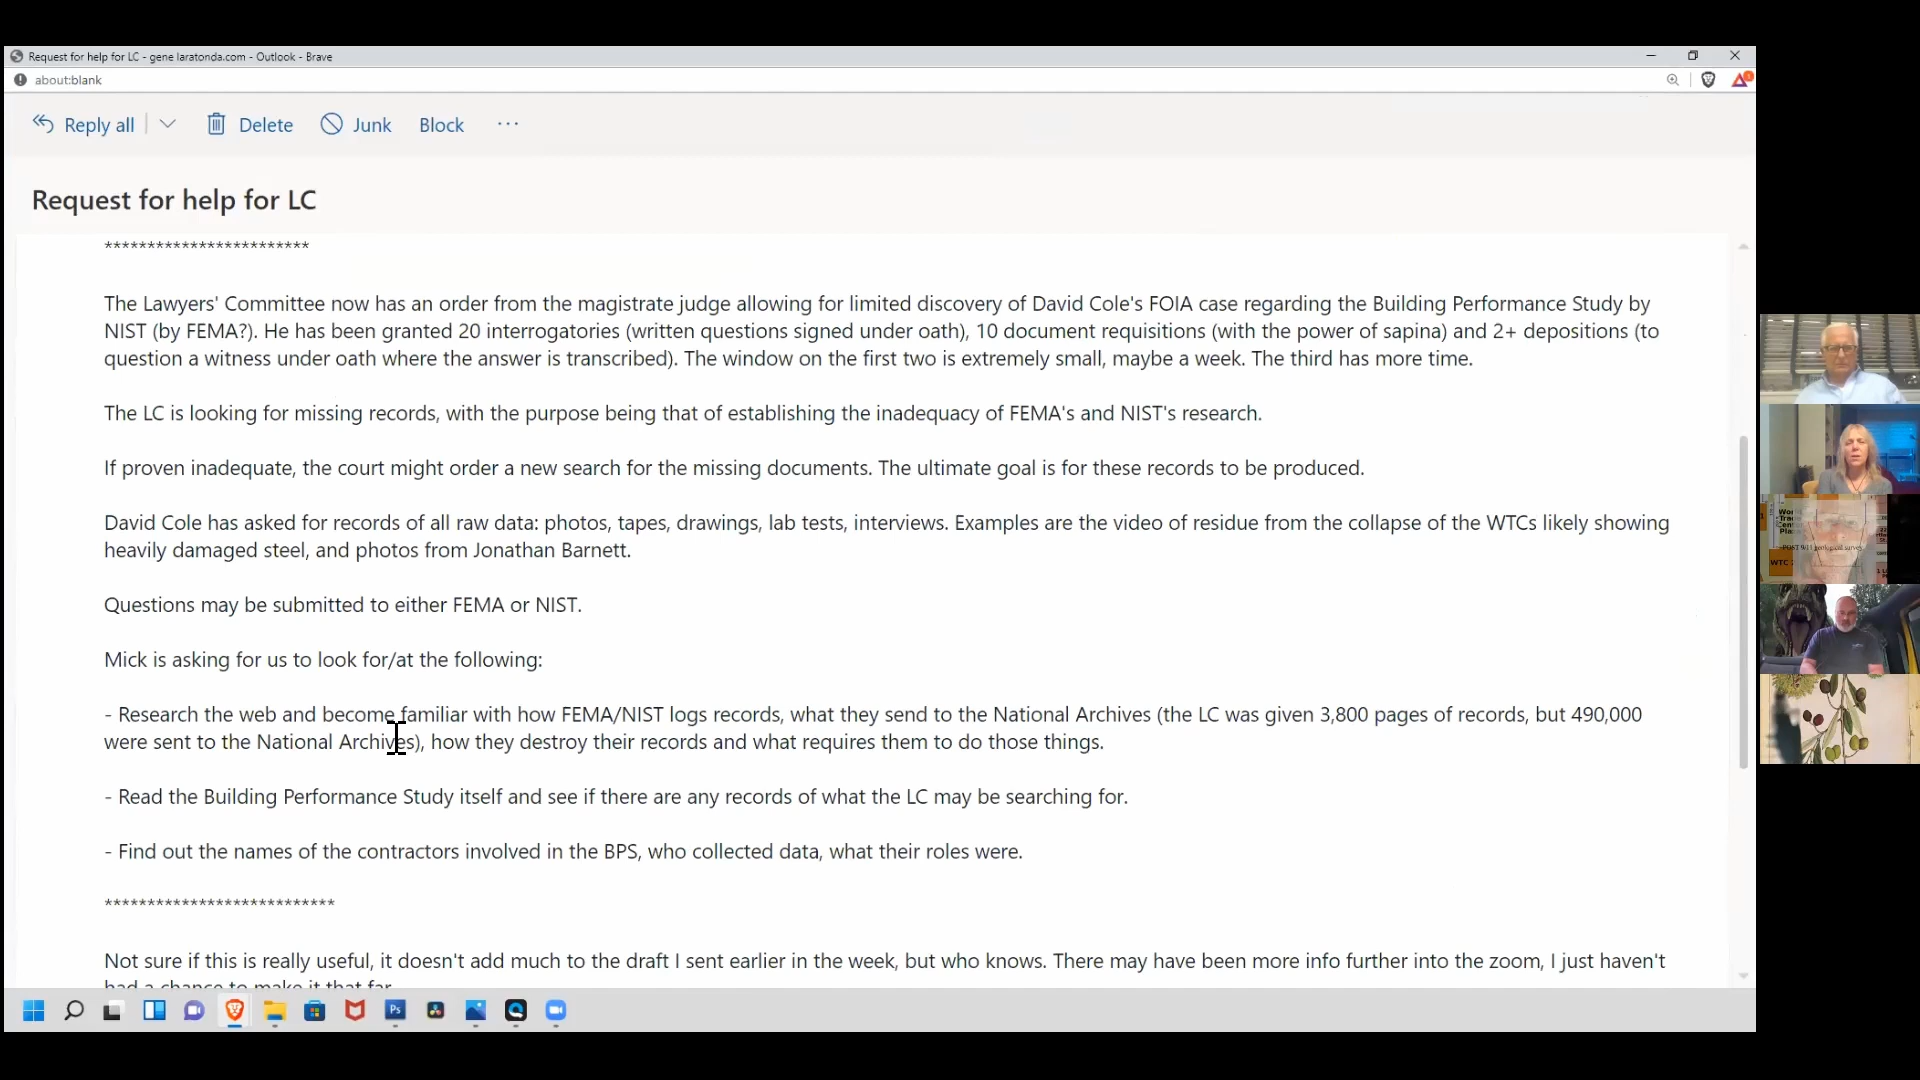 Request for help for LC - gene laratonda.com - Outlook - Brave
about:blank
Reply all
Delete
Junk
Block
Request for help for LC
************************
The Lawyers' Committee now has an order from the magistrate judge allowing for limited discovery of David Cole's FOIA case regarding the Building Performance Study by
NIST (by FEMA?). He has been granted 20 interrogatories (written questions signed under oath), 10 document requisitions (with the power of sapina) and 2+ depositions (to
question a witness under oath where the answer is transcribed). The window on the first two is extremely small, maybe a week. The third has more time.
The LC is looking for missing records, with the purpose being that of establishing the inadequacy of FEMA's and NIST's research.
If proven inadequate, the court might order a new search for the missing documents. The ultimate goal is for these records to be produced.
David Cole has asked for records of all raw data: photos, tapes, drawings, lab tests, interviews. Examples are the video of residue from the collapse of the WTCs likely showing
heavily damaged steel, and photos from Jonathan Barnett.
Questions may be submitted to either FEMA or NIST.
Mick is asking for us to look for/at the following:
- Research the web and become familiar with how FEMA/NIST logs records, what they send to the National Archives (the LC was given 3,800 pages of records, but 490,000
were sent to the National Archives), how they destroy their records and what requires them to do those things.
- Read the Building Performance Study itself and see if there are any records of what the LC may be searching for.
- Find out the names of the contractors involved in the BPS, who collected data, what their roles were.
***************************
Not sure if this is really useful, it doesn't add much to the draft I sent earlier in the week, but who knows. There may have been more info further into the zoom, I just haven't
had a chance to make it that far
Ps
WTC